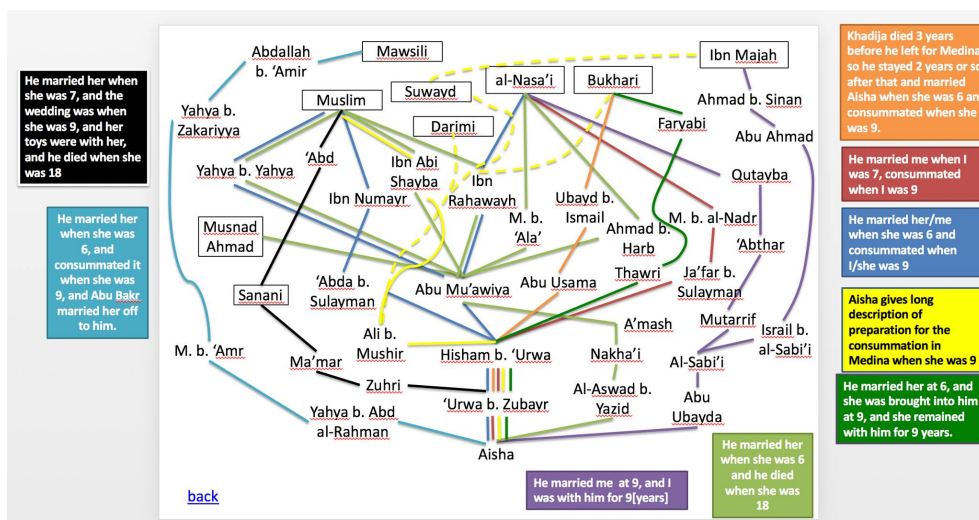 He married her when
she was 7, and the
wedding was when
she was 9, and her
toys were with her,
and he died when she
was 18
He married her
when she was
6, and
consummated it
when she was
9, and Abu Bakr
married her off
to him.
Abdallah
b. ‘Amir
Mawsili
Ibn Majah
al-Nasa’i
Bukhari
Suwayd
Muslim
Darimi
Yahya b.
Zakariyya
Ahmad b. Sinan
Faryabi
Abu Ahmad
‘Abd
Ibn Abi
Shayba
Yahya b. Yahya
Ibn
Rahawayh
Qutayba
Ibn Numayr
Ubayd b.
Ismail
M. b.
‘Ala’
Ahmad b.
Harb
M. b. al-Nadr
Musnad
Ahmad
‘Abthar
Sanani
‘Abda b.
Sulayman
Abu Mu’awiya
Abu Usama
Thawri
Ja’far b.
Sulayman
Ali b.
Mushir
A’mash
Mutarrif
Israil b.
al-Sabi’i
M. b. ‘Amr
Ma’mar
Hisham b. ‘Urwa
Nakha’i
Al-Sabi’i
Zuhri
Al-Aswad b.
Yazid
Abu
Ubayda
Yahya b. Abd
al-Rahman
‘Urwa b. Zubayr
Aisha
back
He married me at 9, and I
was with him for 9[years]
He married her
when she was 6
and he died
when she was
18
Khadija died 3 years
before he left for Medina
so he stayed 2 years or so
after that and married
Aisha when she was 6 an
consummated when she
was 9.
He married me when I
was 7, consummated
when I was 9
He married her/me
when she was 6 and
consummated when
I/she was 9
Aisha gives long
description of
preparation for the
consummation in
Medina when she was 9
He married her at 6, and
she was brought into him
at 9, and she remained
with him for 9 years.